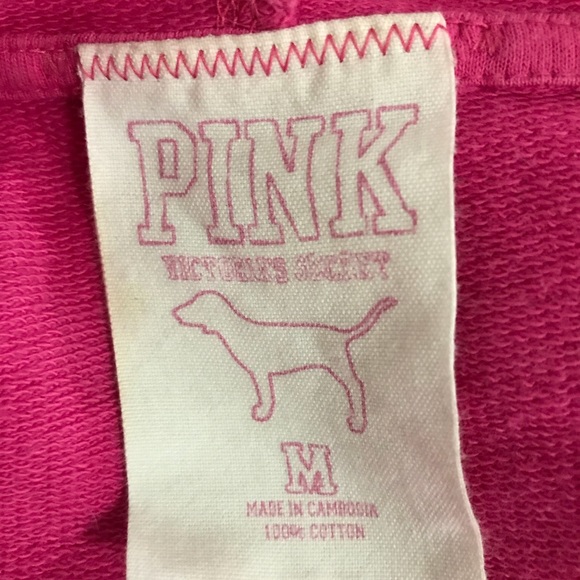 PINK
VICTORIA'S SECRET
M
MADE IN CAMBODIA
100% COTTON